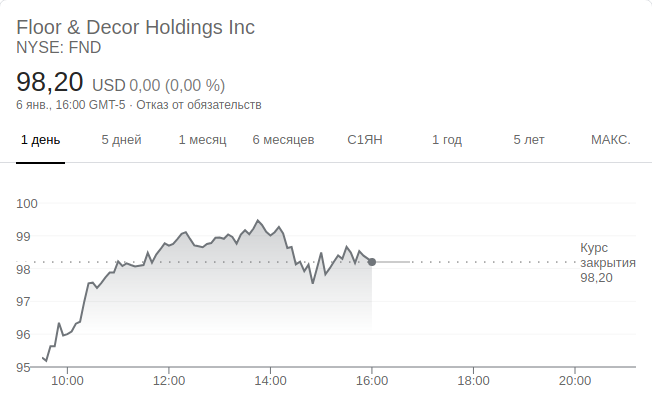 Floor & Decor Holdings Inc
NYSE: FND
98,20 USD 0,00 (0,00 %)
6 янв., 16:00 GMT-5 · Отказ от обязательств
1 день 5 дней 1 месяц 6 месяцев С1ЯН 1 год 5 лет МАКС.
100
99
98
97
96
95
Курс
закрытия
98,20
10:00 12:00 14:00 16:00 18:00 20:00